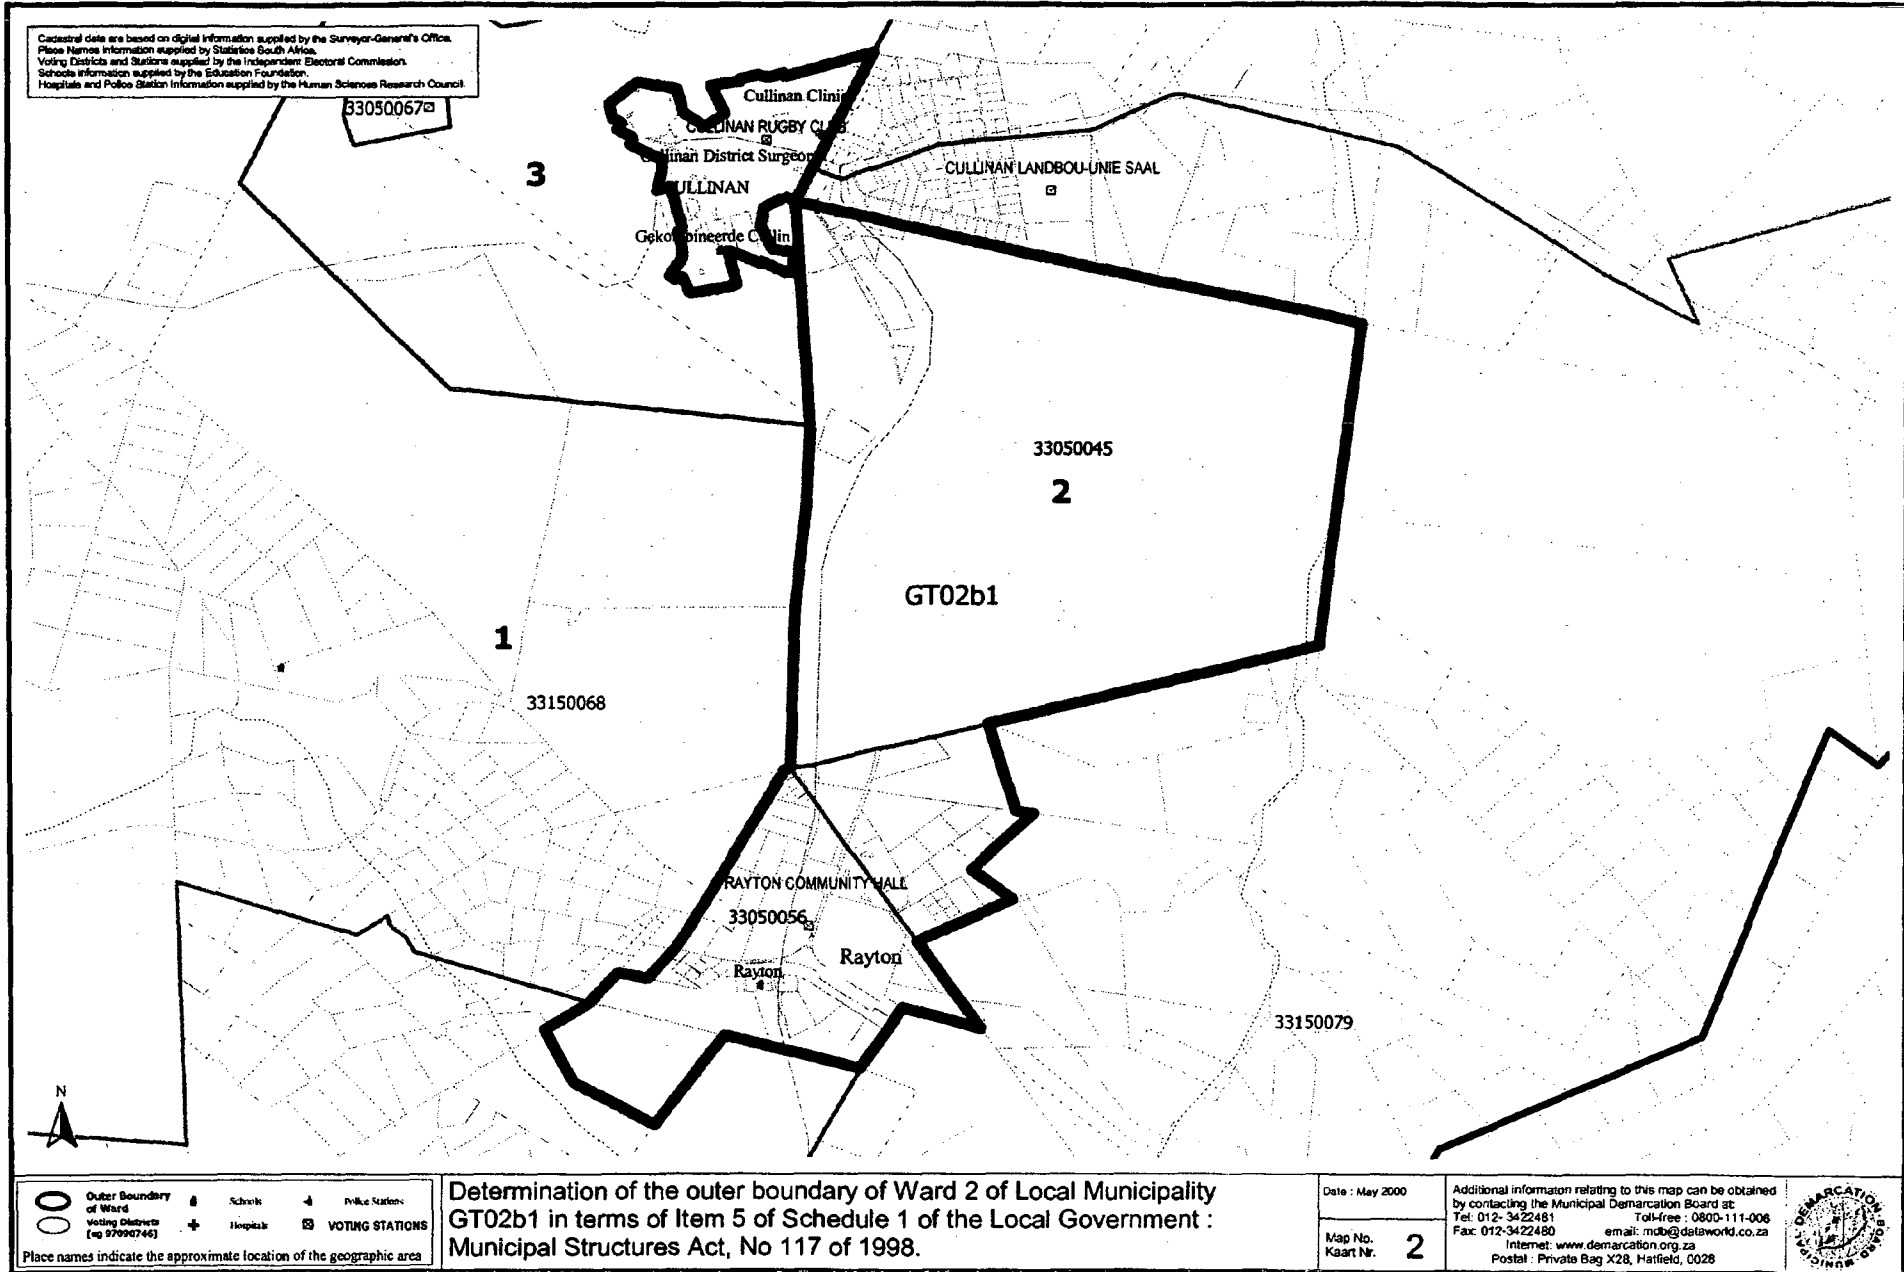 Cadastral data are based on digital information supplied by the Surveyor-General's Office.
Place Names information supplied by Statistics South Africa.
Voting Districts and Stations supplied by the Independent Electoral Commission.
Schools information supplied by the Education Foundation.
Hospitals and Police Station Information supplied by the Human Sciences Research Council.
33050067
Cullinan Clinic
CULLINAN RUGBY CLUB
Cullinan District Surgeon
CULLINAN LANDBOU-UNIE SAAL
3
CULLINAN
33050045
2
GT02b1
1
33150068
RAYTON COMMUNITY HALL
33050056
Rayton
Rayton
33150079
N
Outer Boundary
of Ward
Schools
Police Stations
Voting Districts
[eg 97090746]
Hospitals
VOTING STATIONS
Place names indicate the approximate location of the geographic area
Determination of the outer boundary of Ward 2 of Local Municipality
GT02b1 in terms of Item 5 of Schedule 1 of the Local Government :
Municipal Structures Act, No 117 of 1998.
Date : May 2000
Map No.
Kaart Nr.
2
Additional informaton relating to this map can be obtained
by contacting the Municipal Demarcation Board at:
Tel: 012- 3422481 Toll-free : 0800-111-006
Fax: 012-3422480 email: mdb@dataworld.co.za
Internet: www.demarcation.org.za
Postal : Private Bag X28, Hatfield, 0028
MUNICIPAL DEMARCATION BOARD